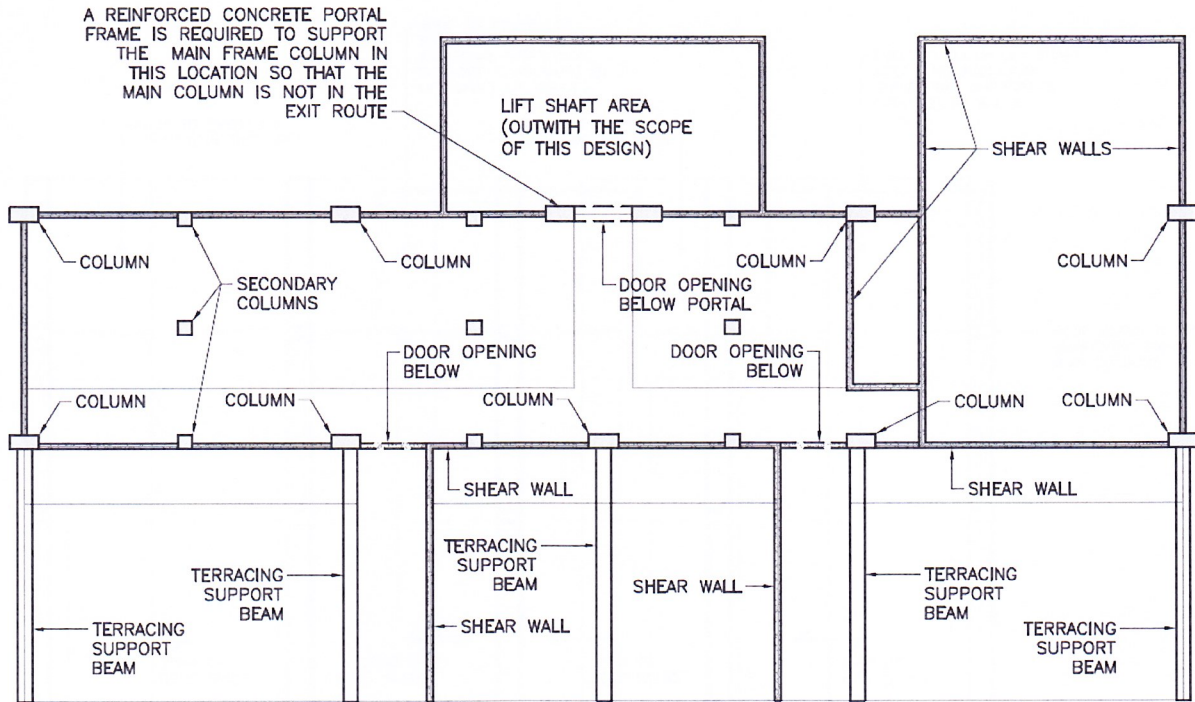 A REINFORCED CONCRETE PORTAL
FRAME IS REQUIRED TO SUPPORT
THE MAIN FRAME COLUMN IN
THIS LOCATION SO THAT THE
MAIN COLUMN IS NOT IN THE
EXIT ROUTE
LIFT SHAFT AREA
(OUTWITH THE SCOPE
OF THIS DESIGN)
SHEAR WALLS
COLUMN
SECONDARY
COLUMNS
COLUMN
DOOR OPENING
BELOW PORTAL
COLUMN
COLUMN
DOOR OPENING
BELOW
DOOR OPENING
BELOW
COLUMN
COLUMN
COLUMN
COLUMN
COLUMN
SHEAR WALL
SHEAR WALL
TERRACING
SUPPORT
BEAM
TERRACING
SUPPORT
BEAM
TERRACING
SUPPORT
BEAM
SHEAR WALL
SHEAR WALL
TERRACING
SUPPORT
BEAM
TERRACING
SUPPORT
BEAM